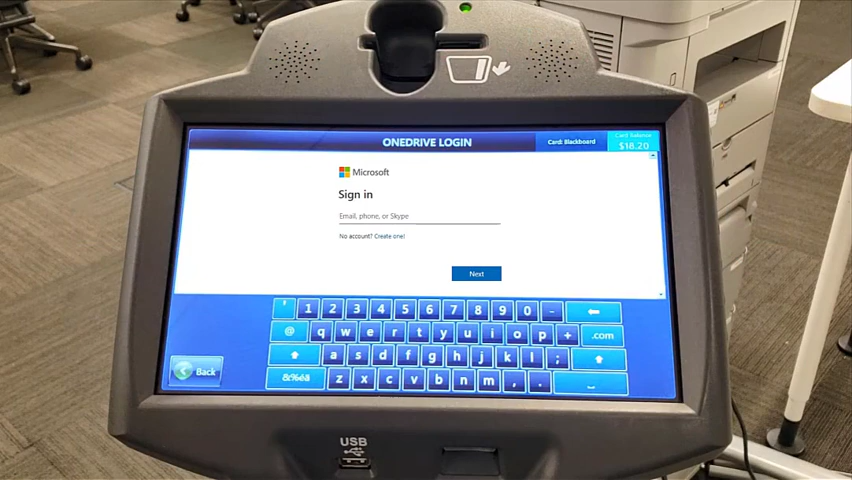 ONEDRIVE LOGIN
Card: Blackboard
Card Balance
$18.20
Microsoft
Sign in
Email, phone, or Skype
No account? Create one!
Next
' 1 2 3 4 5 6 7 8 9 0 -
@ q w e r t y u i o p + .com
a s d f g h j k l ;
&%éä z x c v b n m , .
Back
USB